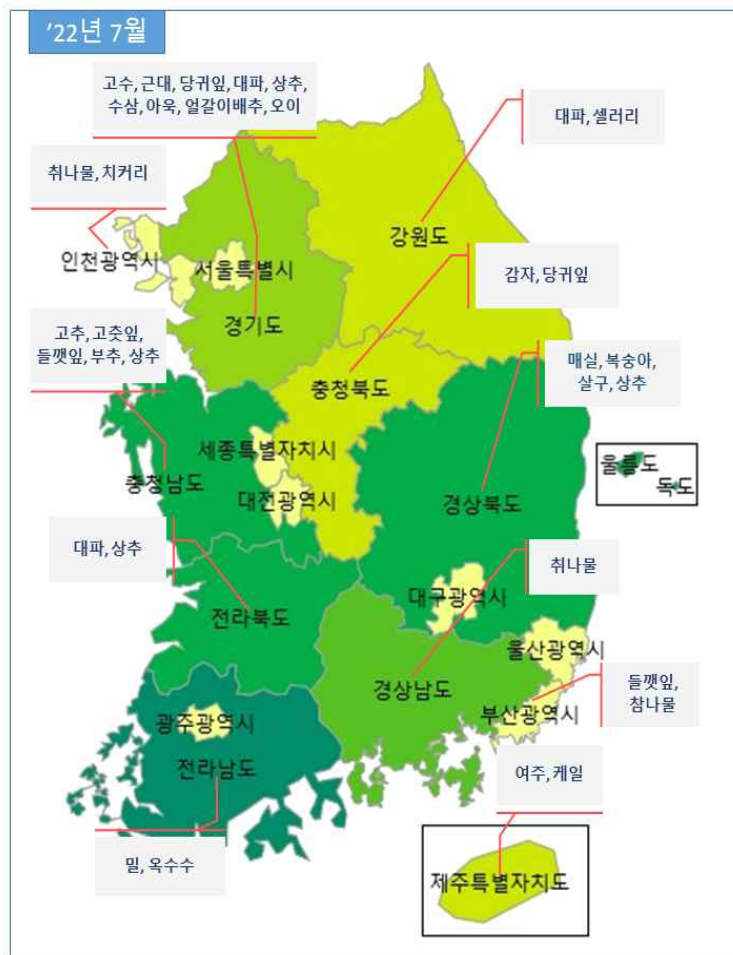 ’22년 7월
고수, 근대, 당귀잎, 대파, 상추,
수삼, 아욱, 얼갈이배추, 오이
대파, 셀러리
취나물, 치커리
강원도
인천광역시
서울특별시
감자, 당귀잎
경기도
고추, 고춧잎,
들깻잎, 부추, 상추
매실, 복숭아,
살구, 상추
충청북도
세종특별자치시
울릉도
충청남도
독도
대전광역시
경상북도
대파, 상추
취나물
대구광역시
전라북도
울산광역시
경상남도
들깻잎,
참나물
부산광역시
광주광역시
전라남도
여주, 케일
밀, 옥수수
제주특별자치도